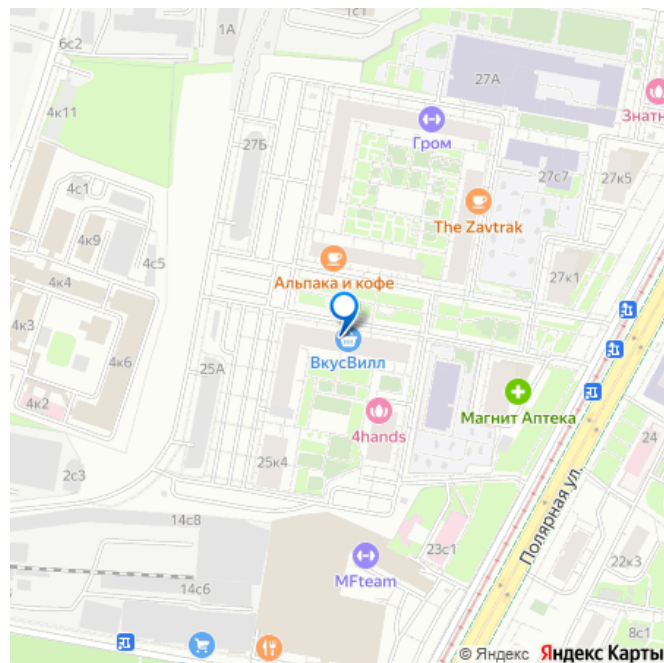 1с1
6с2
1А
27А
4к11
Знатн
Гром
27Б
27с7
27к5
4с1
4к9
The Zavtrak
4с5
4к4
Альпака и кофе
27к1
4к3
ВкусВилл
4к6
25А
4к2
Магнит Аптека
4hands
24
25к4
2с3
Полярная ул.
14с8
23с1
22к3
MFteam
14с6
8с1
© Яндекс Яндекс Карты